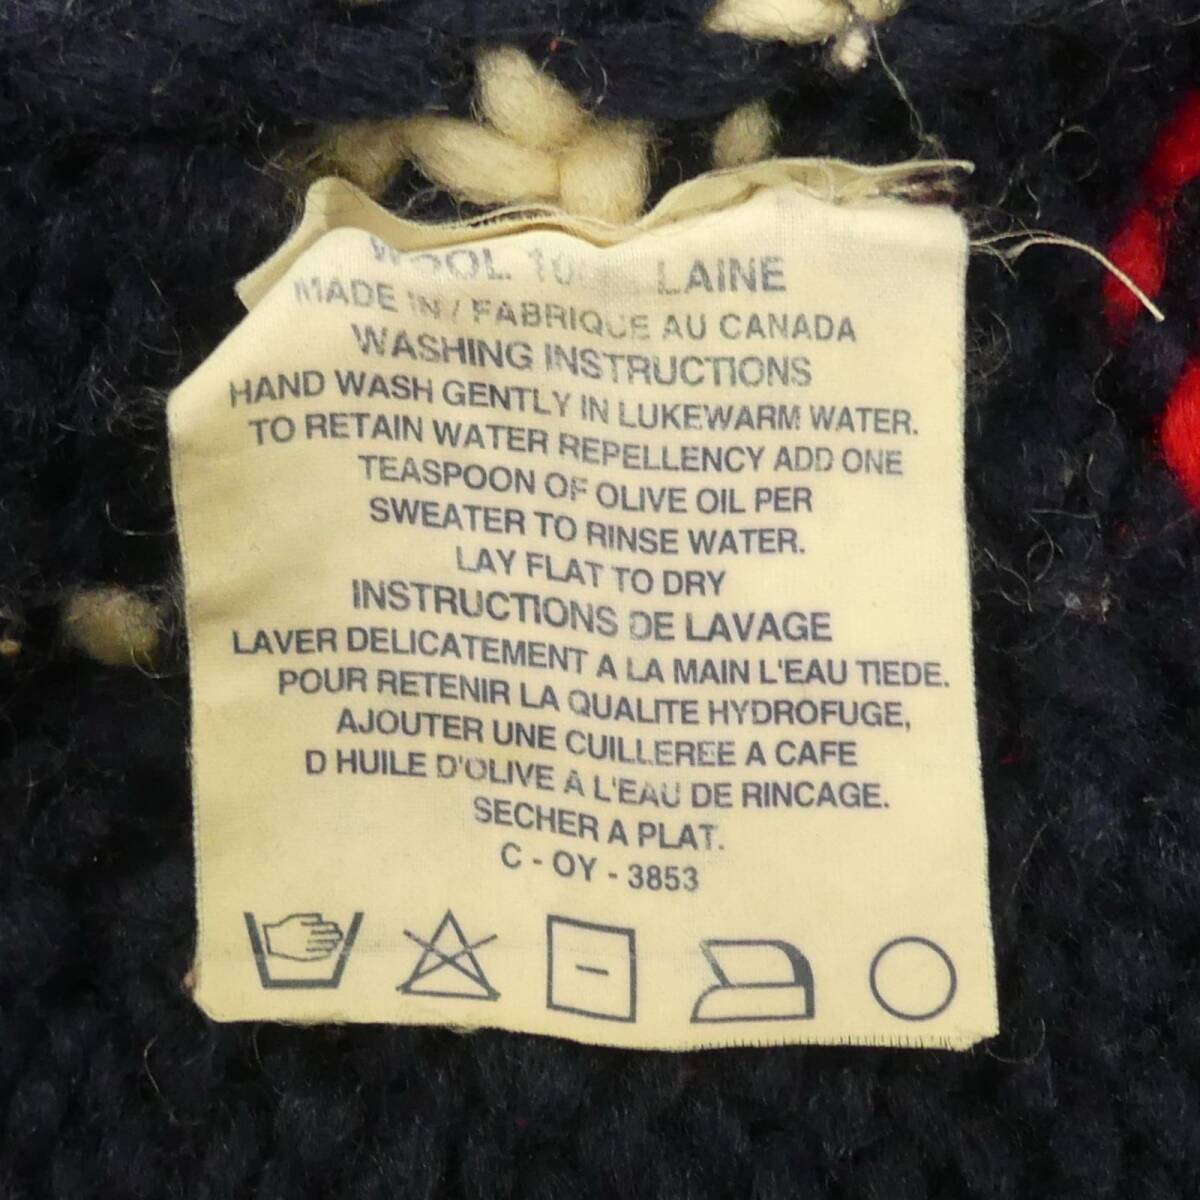 WOOL 100% LAINE
MADE IN / FABRIQUE AU CANADA
WASHING INSTRUCTIONS
HAND WASH GENTLY IN LUKEWARM WATER.
TO RETAIN WATER REPELLENCY ADD ONE
TEASPOON OF OLIVE OIL PER
SWEATER TO RINSE WATER.
LAY FLAT TO DRY
INSTRUCTIONS DE LAVAGE
LAVER DELICATEMENT A LA MAIN L'EAU TIEDE.
POUR RETENIR LA QUALITE HYDROFUGE,
AJOUTER UNE CUILLEREE A CAFE
D HUILE D'OLIVE A L'EAU DE RINCAGE.
SECHER A PLAT.
C - OY - 3853